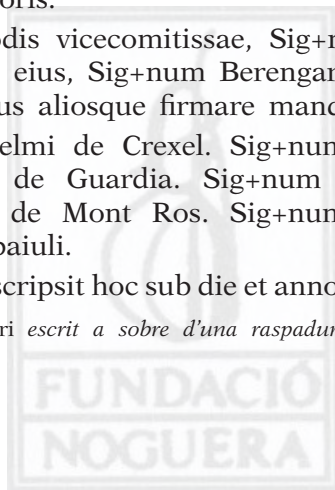 oris.
odis vicecomitissae, Sig+n
eius, Sig+num Berengar
us aliosque firmare mand
elmi de Crexel. Sig+num
de Guardia. Sig+num
de Mont Ros. Sig+num
baiuli.
scripsit hoc sub die et anno
ri escrit a sobre d'una raspadur
FUNDACIÓ
NOGUERA